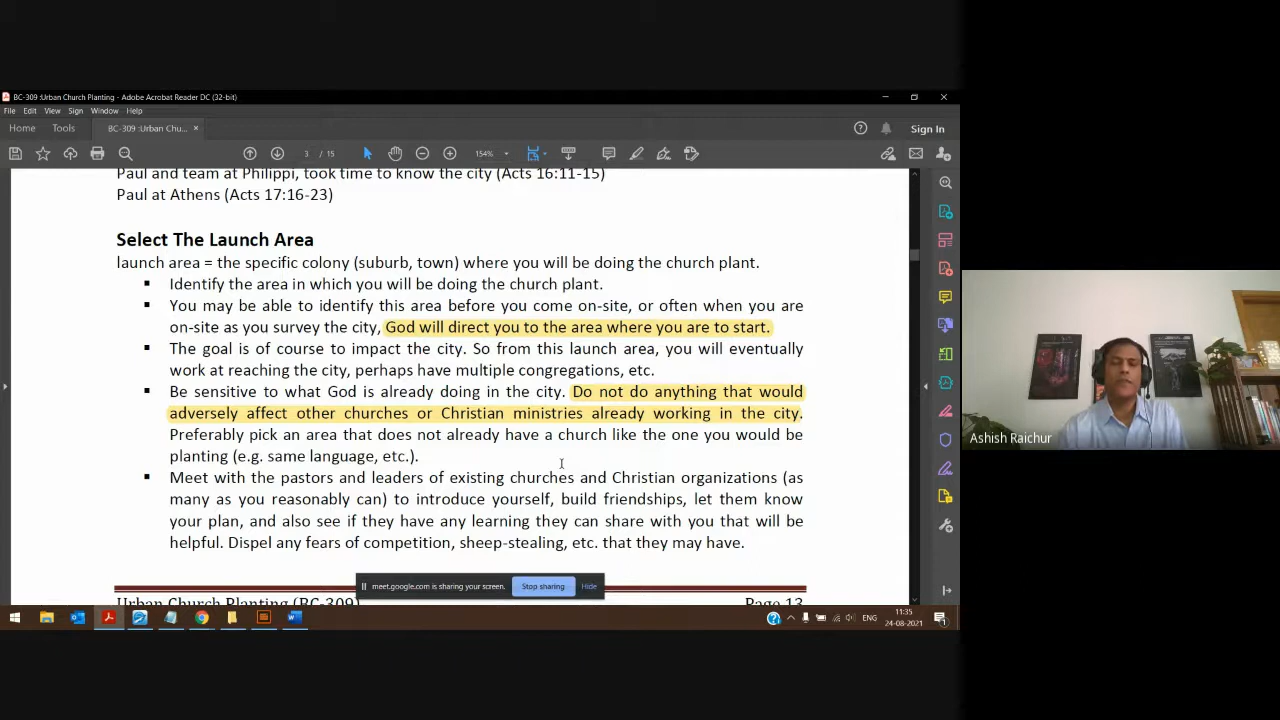 BC-309 :Urban Church Planting - Adobe Acrobat Reader DC (32-bit)
File Edit View Sign Window Help
Home Tools BC-309 :Urban Chu... × Sign In
3 / 15 154%
Paul and team at Philippi, took time to know the city (Acts 16:11-15)
Paul at Athens (Acts 17:16-23)
Select The Launch Area
launch area = the specific colony (suburb, town) where you will be doing the church plant.
▪ Identify the area in which you will be doing the church plant.
▪ You may be able to identify this area before you come on-site, or often when you are
on-site as you survey the city, God will direct you to the area where you are to start.
▪ The goal is of course to impact the city. So from this launch area, you will eventually
work at reaching the city, perhaps have multiple congregations, etc.
▪ Be sensitive to what God is already doing in the city. Do not do anything that would
adversely affect other churches or Christian ministries already working in the city.
Preferably pick an area that does not already have a church like the one you would be
planting (e.g. same language, etc.).
▪ Meet with the pastors and leaders of existing churches and Christian organizations (as
many as you reasonably can) to introduce yourself, build friendships, let them know
your plan, and also see if they have any learning they can share with you that will be
helpful. Dispel any fears of competition, sheep-stealing, etc. that they may have.
meet.google.com is sharing your screen. Stop sharing Hide
Urban Church Planting (BC-309) Page 13
ENG 11:35
24-08-2021
Ashish Raichur